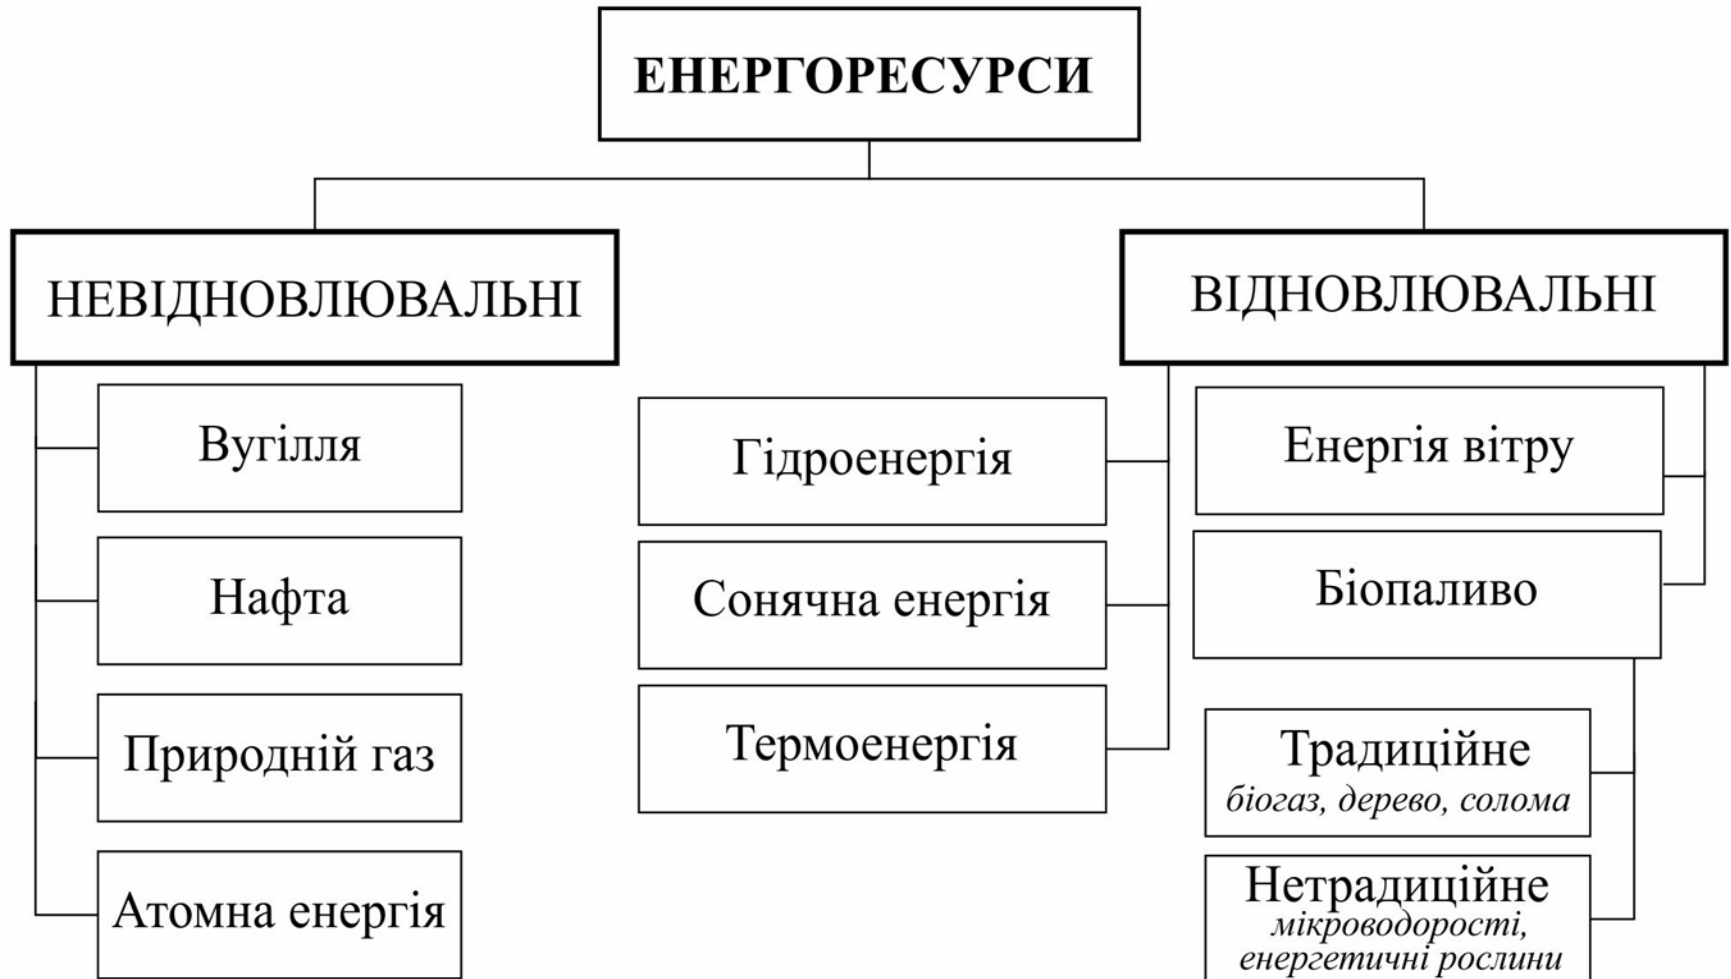 ЕНЕРГОРЕСУРСИ
НЕВІДНОВЛЮВАЛЬНІ
ВІДНОВЛЮВАЛЬНІ
Вугілля
Нафта
Природній газ
Атомна енергія
Гідроенергія
Сонячна енергія
Термоенергія
Енергія вітру
Біопаливо
Традиційне
біогаз, дерево, солома
Нетрадиційне
мікроводорості,
енергетичні рослини